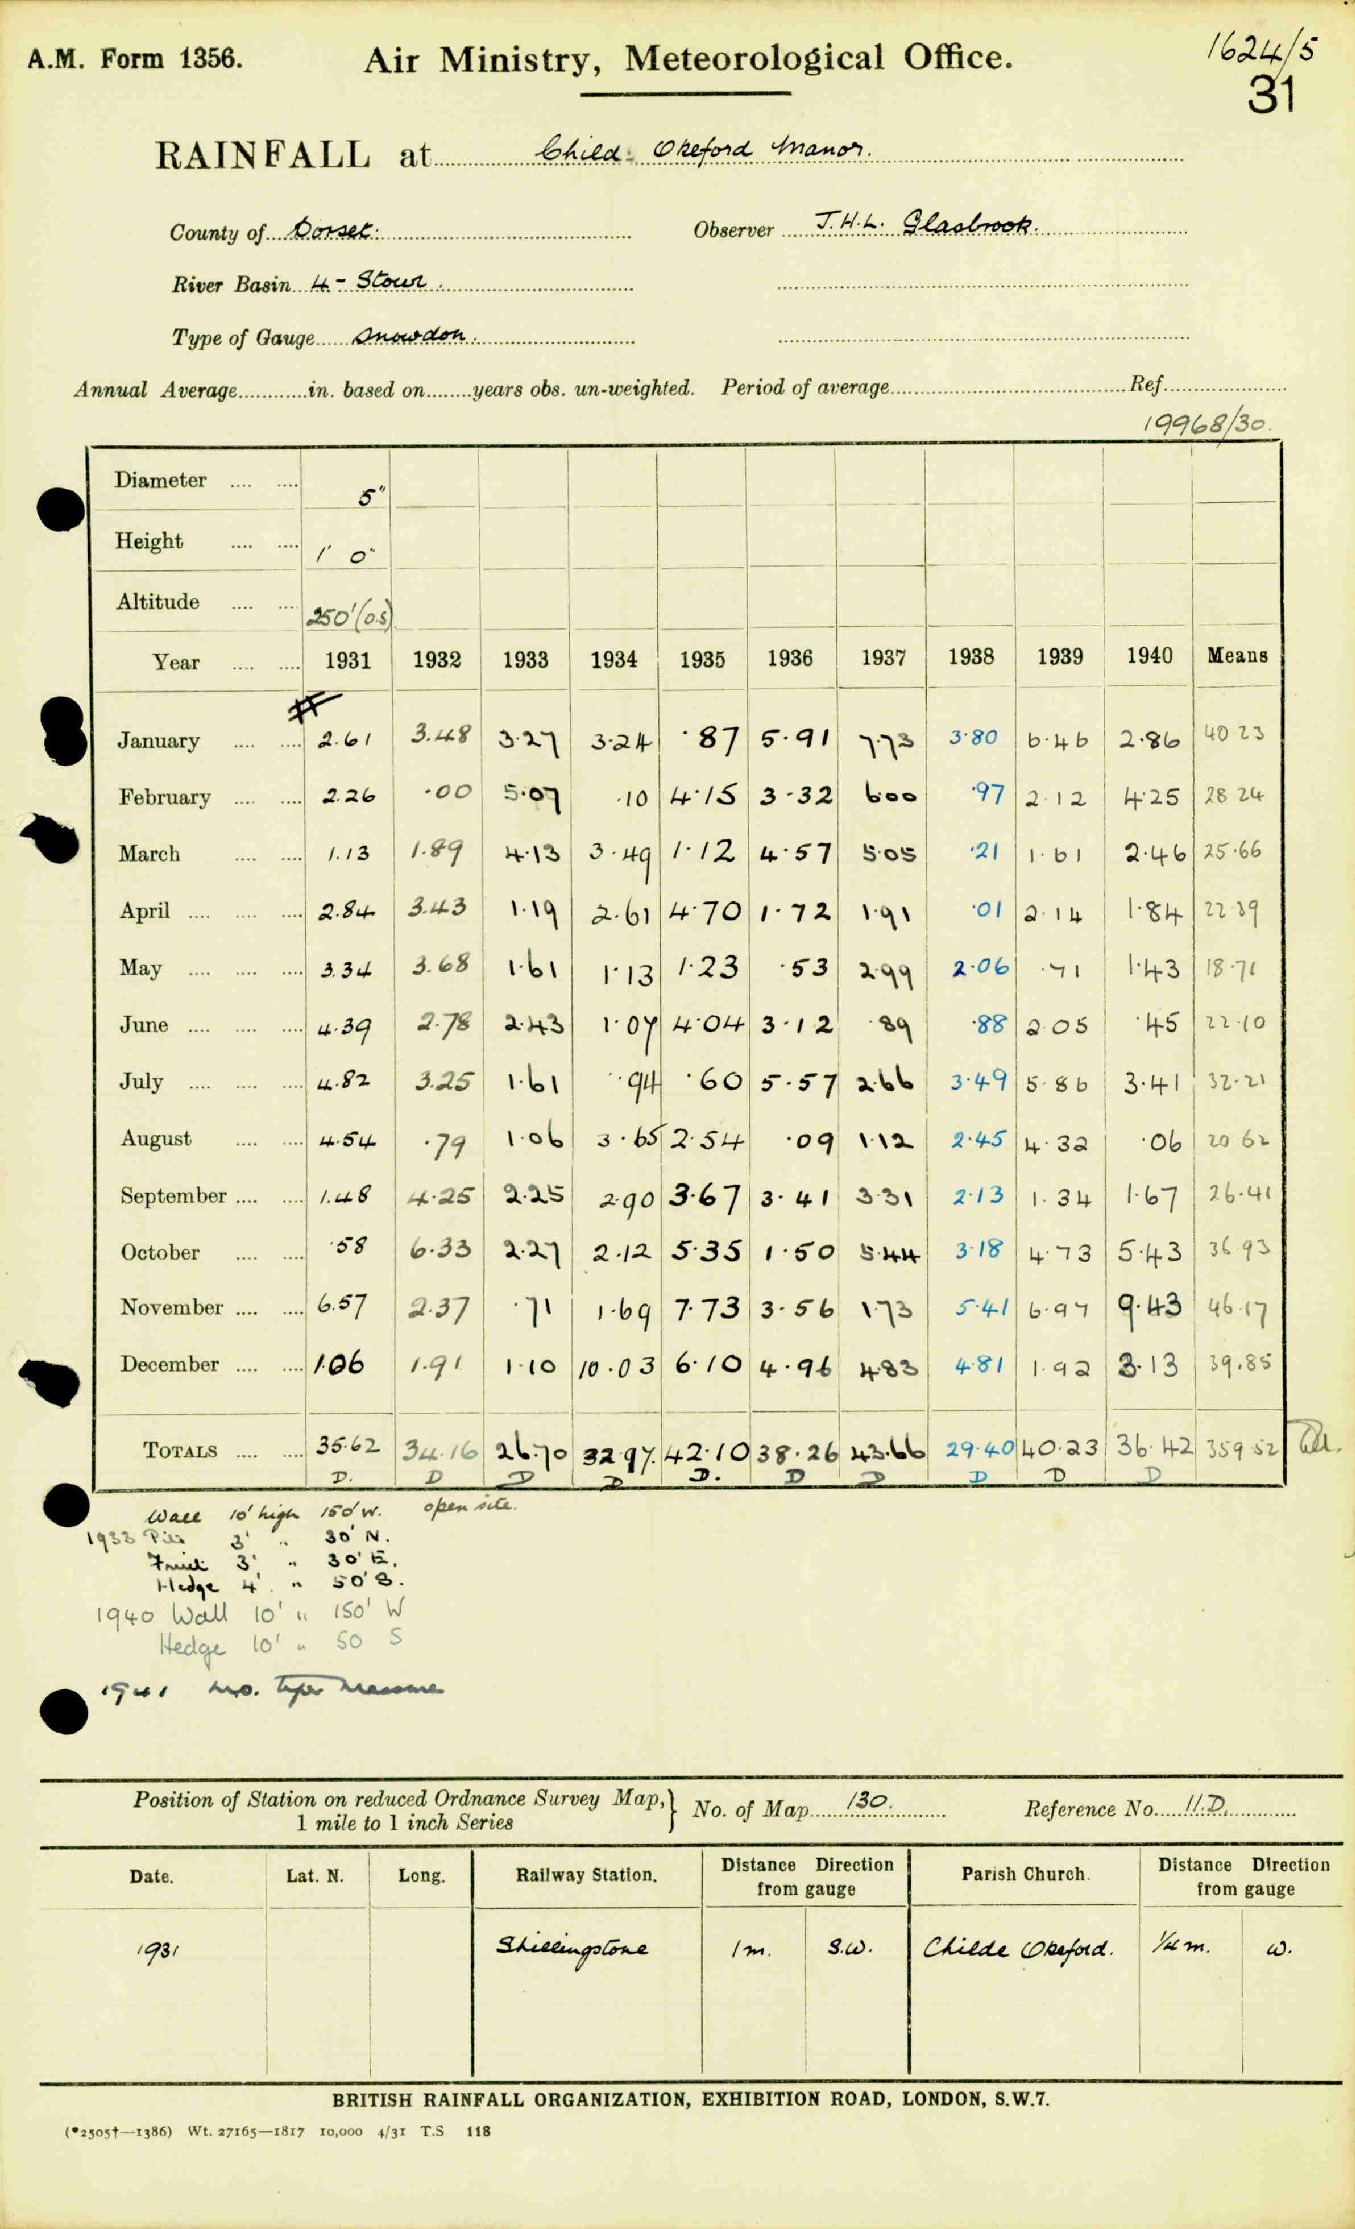 A.M. Form 1356.
Air Ministry, Meteorological Office.
1624/5
31
RAINFALL at Child Okeford Manor.
County of Dorset. Observer J.H.L. Glasbrook.
River Basin 4 - Stour.
Type of Gauge Snowdon.
Annual Average in. based on years obs. un-weighted. Period of average Ref.
19968/30.
Diameter 5"
Height 1' 0"
Altitude 250' (o.s)
Year 1931 1932 1933 1934 1935 1936 1937 1938 1939 1940 Means
January 2.61 3.48 3.27 3.24 .87 5.91 7.73 3.80 6.46 2.86 40 23
February 2.26 .00 5.07 .10 4.15 3.32 6.00 .97 2.12 4.25 28 24
March 1.13 1.89 4.13 3.49 1.12 4.57 5.05 .21 1.61 2.46 25.66
April 2.84 3.43 1.19 2.61 4.70 1.72 1.91 .01 2.14 1.84 22 39
May 3.34 3.68 1.61 1.13 1.23 .53 2.99 2.06 .71 1.43 18.71
June 4.39 2.78 2.43 1.07 4.04 3.12 .89 .88 2.05 .45 22.10
July 4.82 3.25 1.61 .94 .60 5.57 2.66 3.49 5.86 3.41 32.21
August 4.54 .79 1.06 3.65 2.54 .09 1.12 2.45 4.32 .06 20 62
September 1.48 4.25 2.25 2.90 3.67 3.41 3.31 2.13 1.34 1.67 26.41
October .58 6.33 2.27 2.12 5.35 1.50 5.44 3.18 4.73 5.43 36 93
November 6.57 2.37 .71 1.69 7.73 3.56 1.73 5.41 6.97 9.43 46.17
December 1.06 1.91 1.10 10.03 6.10 4.96 4.83 4.81 1.92 3.13 39.85
TOTALS 35.62 34.16 26.70 32.97. 42.10 38.26 43.66 29.40 40.23 36.42 359 52
D. D D D D. D D D D D
Wall 10' high 150' W. open site.
1933 3' " 30' N.
Fruit 3' " 30' E.
Hedge 4' " 50' S.
1940 Wall 10' " 150' W
Hedge 10' " 50 S
1941 no.
Position of Station on reduced Ordnance Survey Map, 1 mile to 1 inch Series } No. of Map 130. Reference No. 11.D.
Date. Lat. N. Long. Railway Station. Distance Direction from gauge Parish Church. Distance Direction from gauge
1931 Shillingstone 1 m. S.W. Childe Okeford. 1/4 m. W.
BRITISH RAINFALL ORGANIZATION, EXHIBITION ROAD, LONDON, S.W.7.
(*2505†—1386) Wt. 27165—1817 10,000 4/31 T.S 118